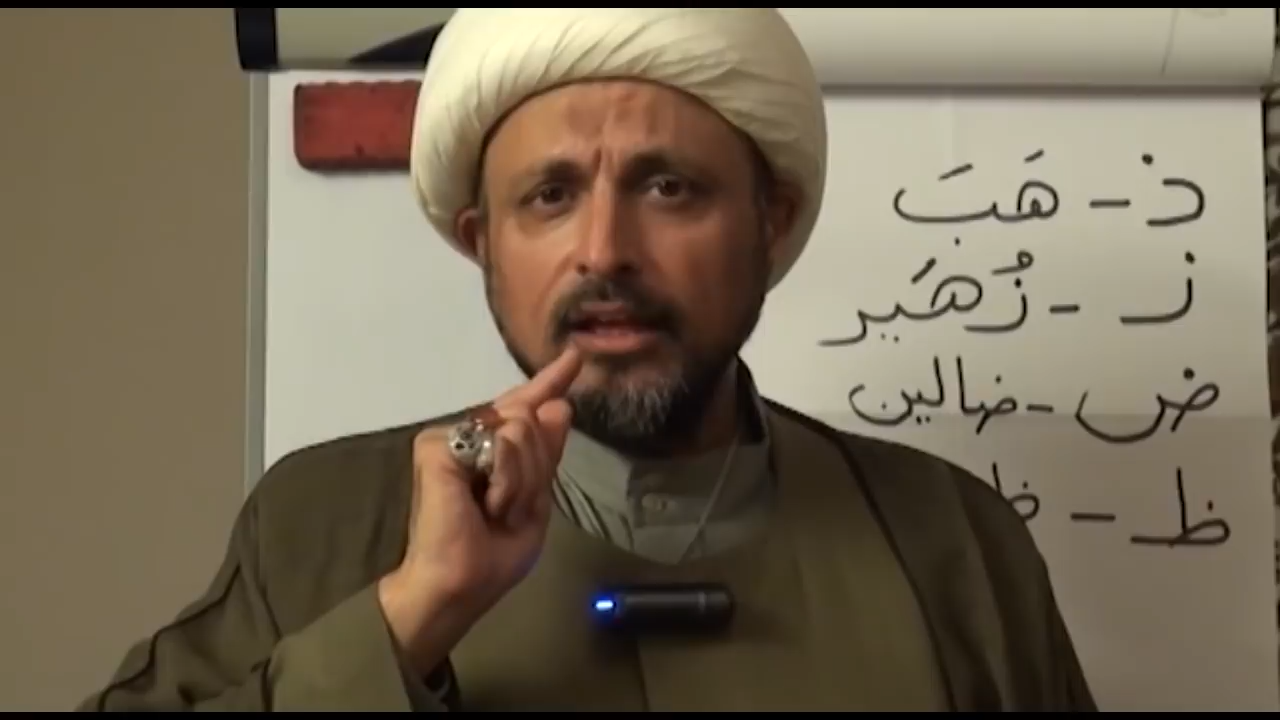 ذ - هَبَ
ز - زُهَير
ض - ضالين
ظ -